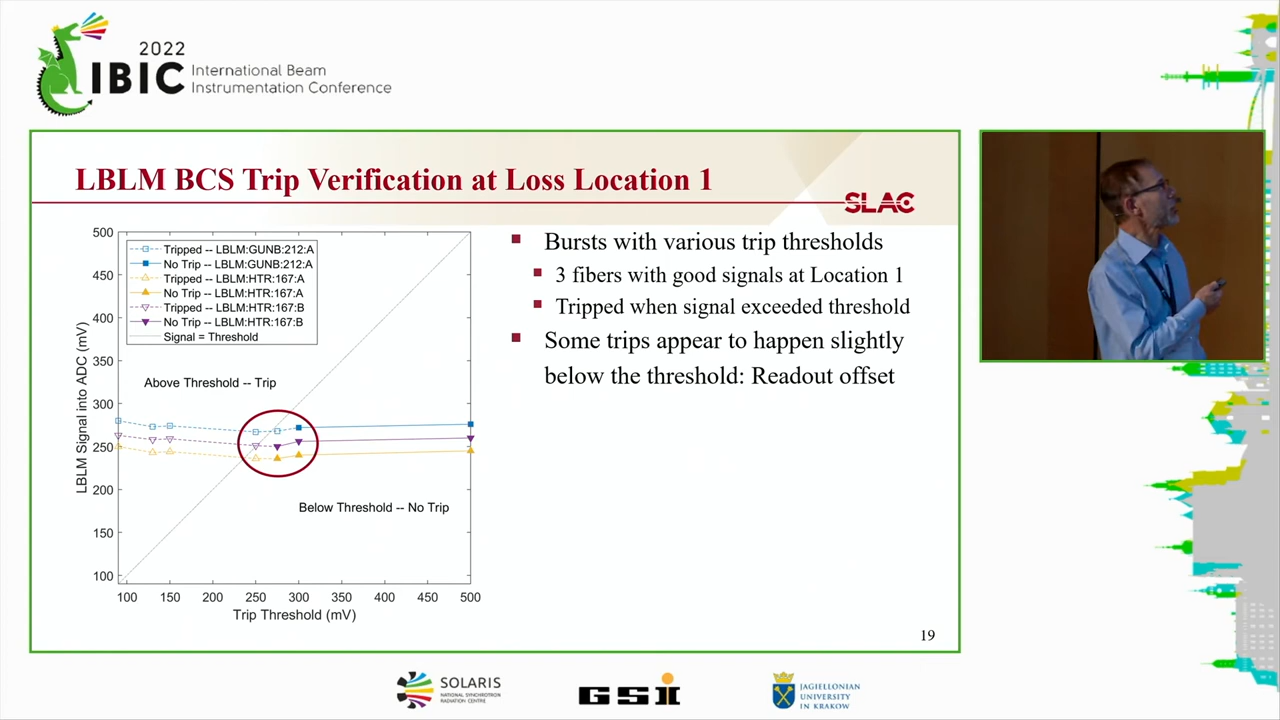 2022
IBIC
International Beam
Instrumentation Conference
LBLM BCS Trip Verification at Loss Location 1
SLAC
500
450
400
350
300
250
200
150
100
LBLM Signal into ADC (mV)
Tripped -- LBLM:GUNB:212:A
No Trip -- LBLM:GUNB:212:A
Tripped -- LBLM:HTR:167:A
No Trip -- LBLM:HTR:167:A
Tripped -- LBLM:HTR:167:B
No Trip -- LBLM:HTR:167:B
Signal = Threshold
Above Threshold -- Trip
Below Threshold -- No Trip
100 150 200 250 300 350 400 450 500
Trip Threshold (mV)
Bursts with various trip thresholds
3 fibers with good signals at Location 1
Tripped when signal exceeded threshold
Some trips appear to happen slightly
below the threshold: Readout offset
19
SOLARIS
NATIONAL SYNCHROTRON
RADIATION CENTRE
GSI
JAGIELLONIAN
UNIVERSITY
IN KRAKOW